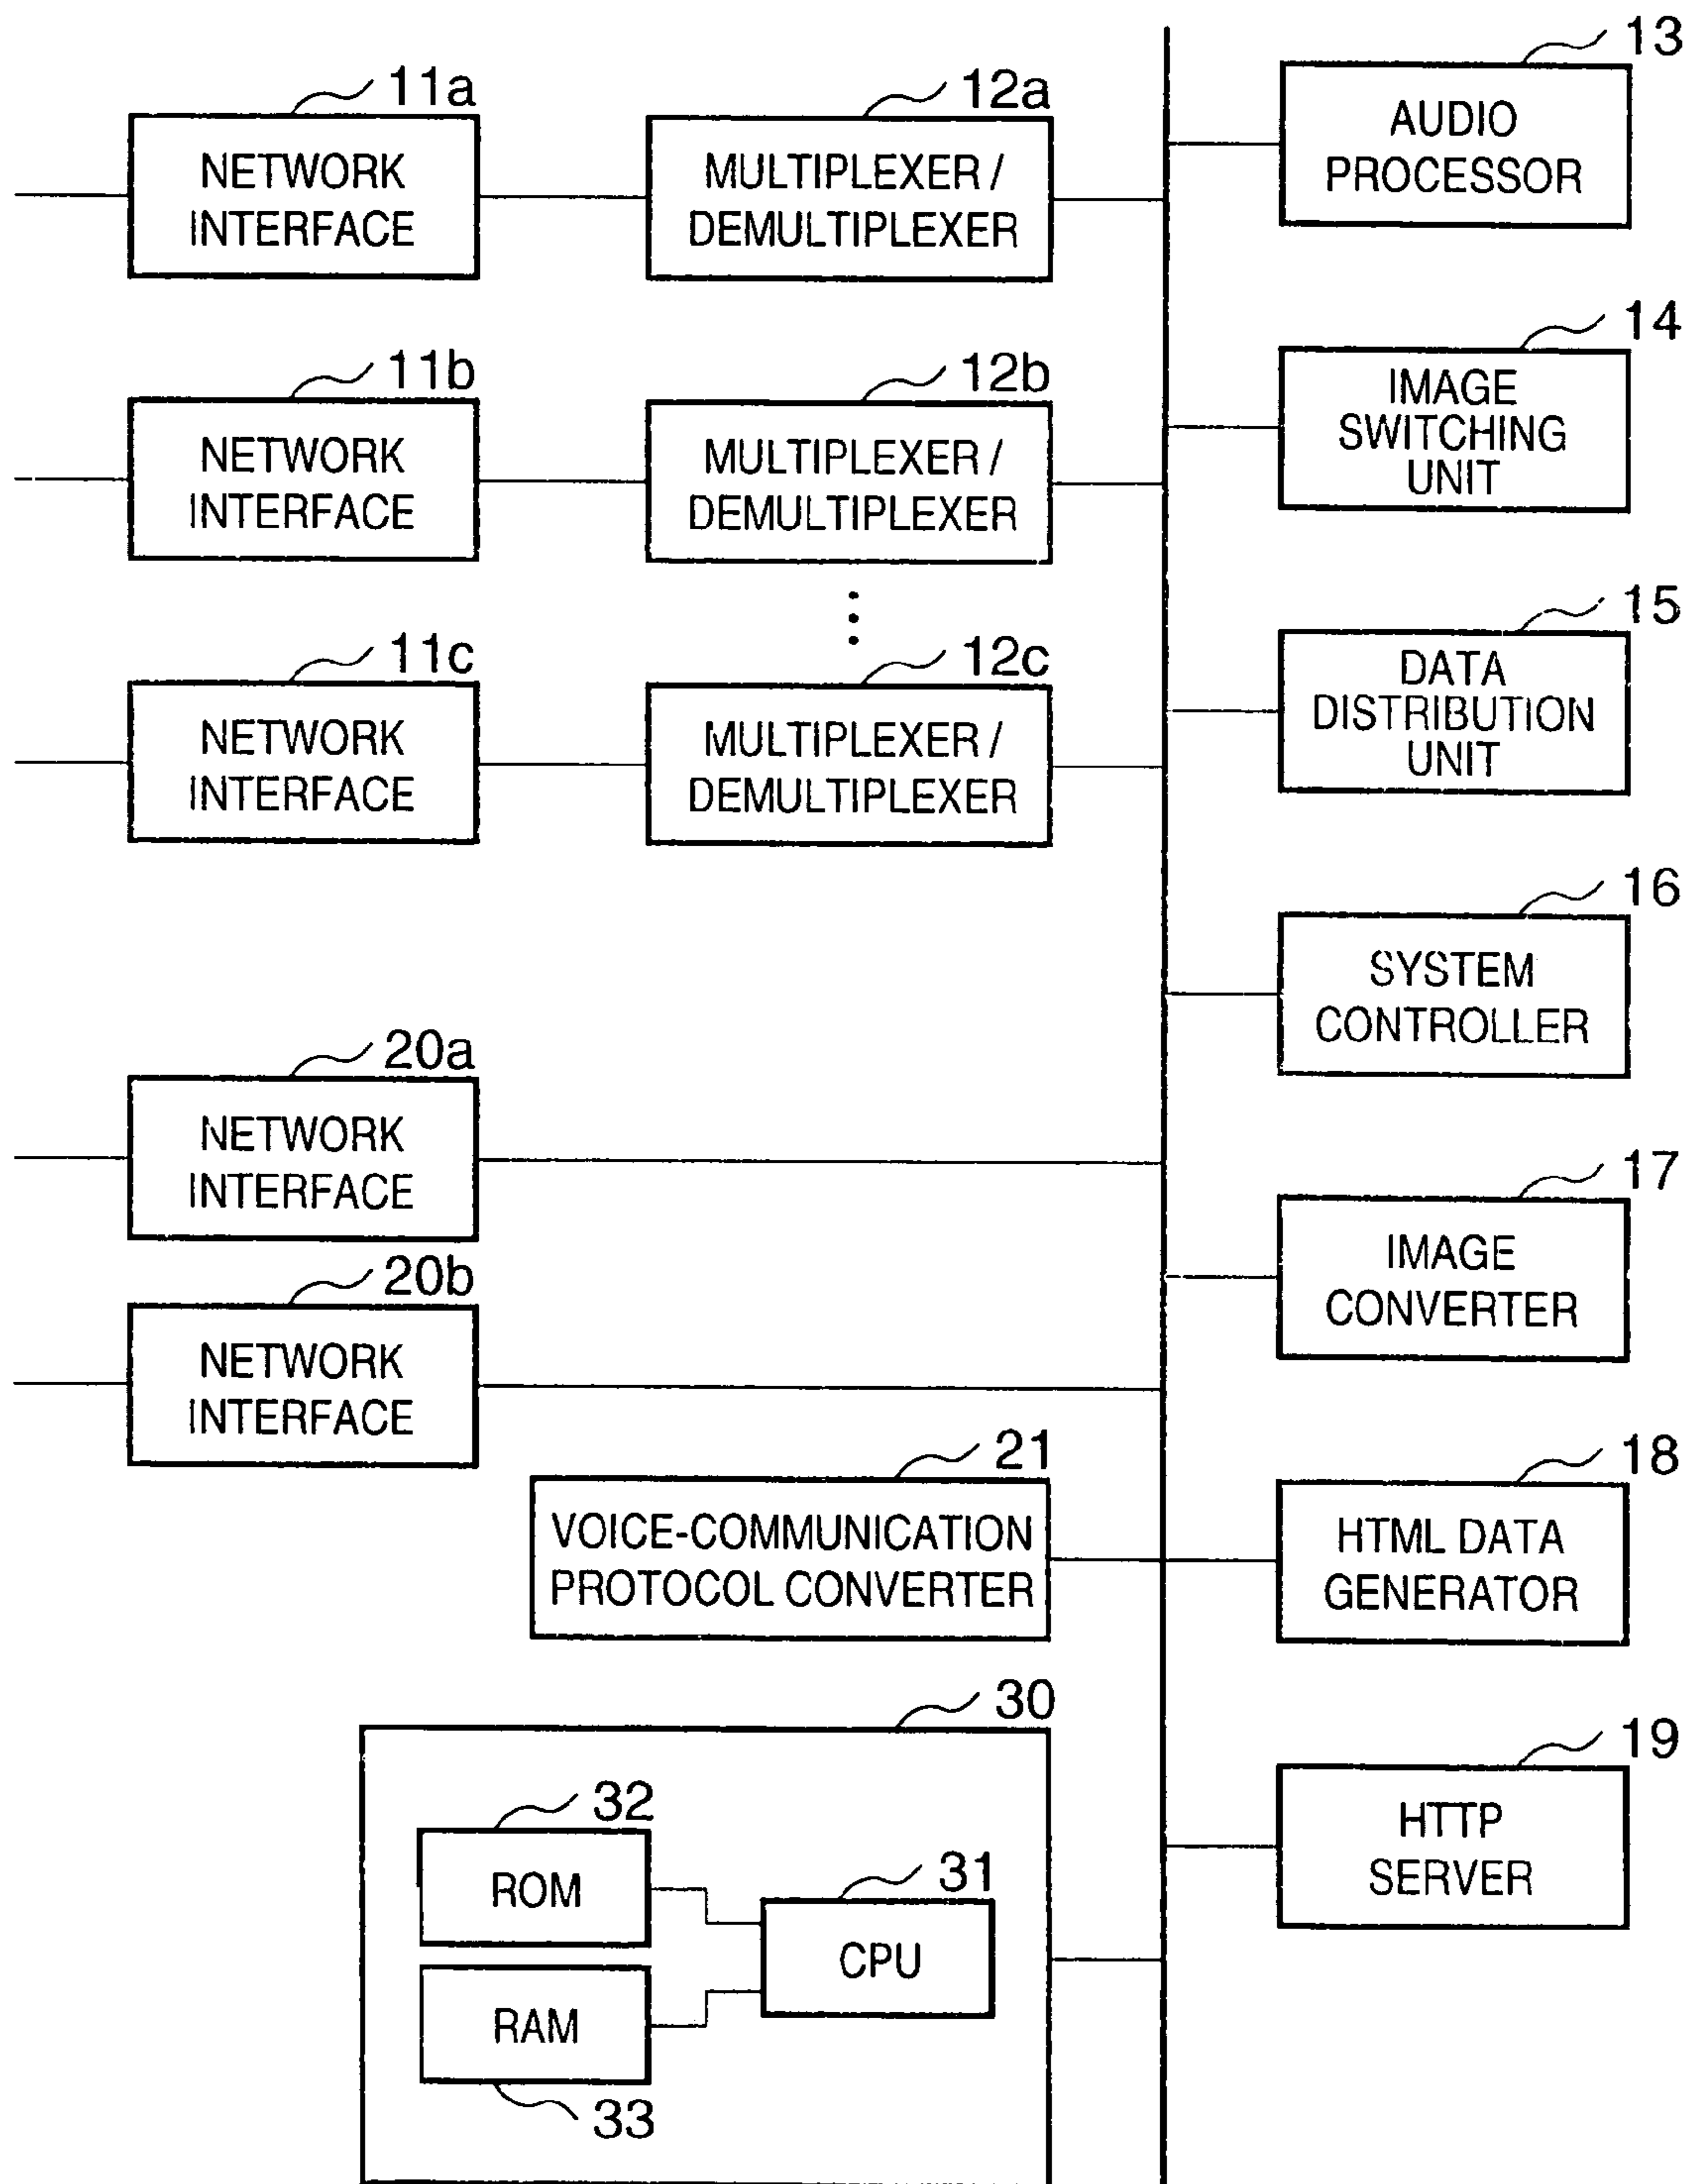 11a
NETWORK
INTERFACE
12a
MULTIPLEXER /
DEMULTIPLEXER
13
AUDIO
PROCESSOR
11b
NETWORK
INTERFACE
12b
MULTIPLEXER /
DEMULTIPLEXER
14
IMAGE
SWITCHING
UNIT
11c
NETWORK
INTERFACE
12c
MULTIPLEXER /
DEMULTIPLEXER
15
DATA
DISTRIBUTION
UNIT
16
SYSTEM
CONTROLLER
20a
NETWORK
INTERFACE
17
IMAGE
CONVERTER
20b
NETWORK
INTERFACE
21
VOICE-COMMUNICATION
PROTOCOL CONVERTER
18
HTML DATA
GENERATOR
30
32
ROM
31
CPU
RAM
33
19
HTTP
SERVER